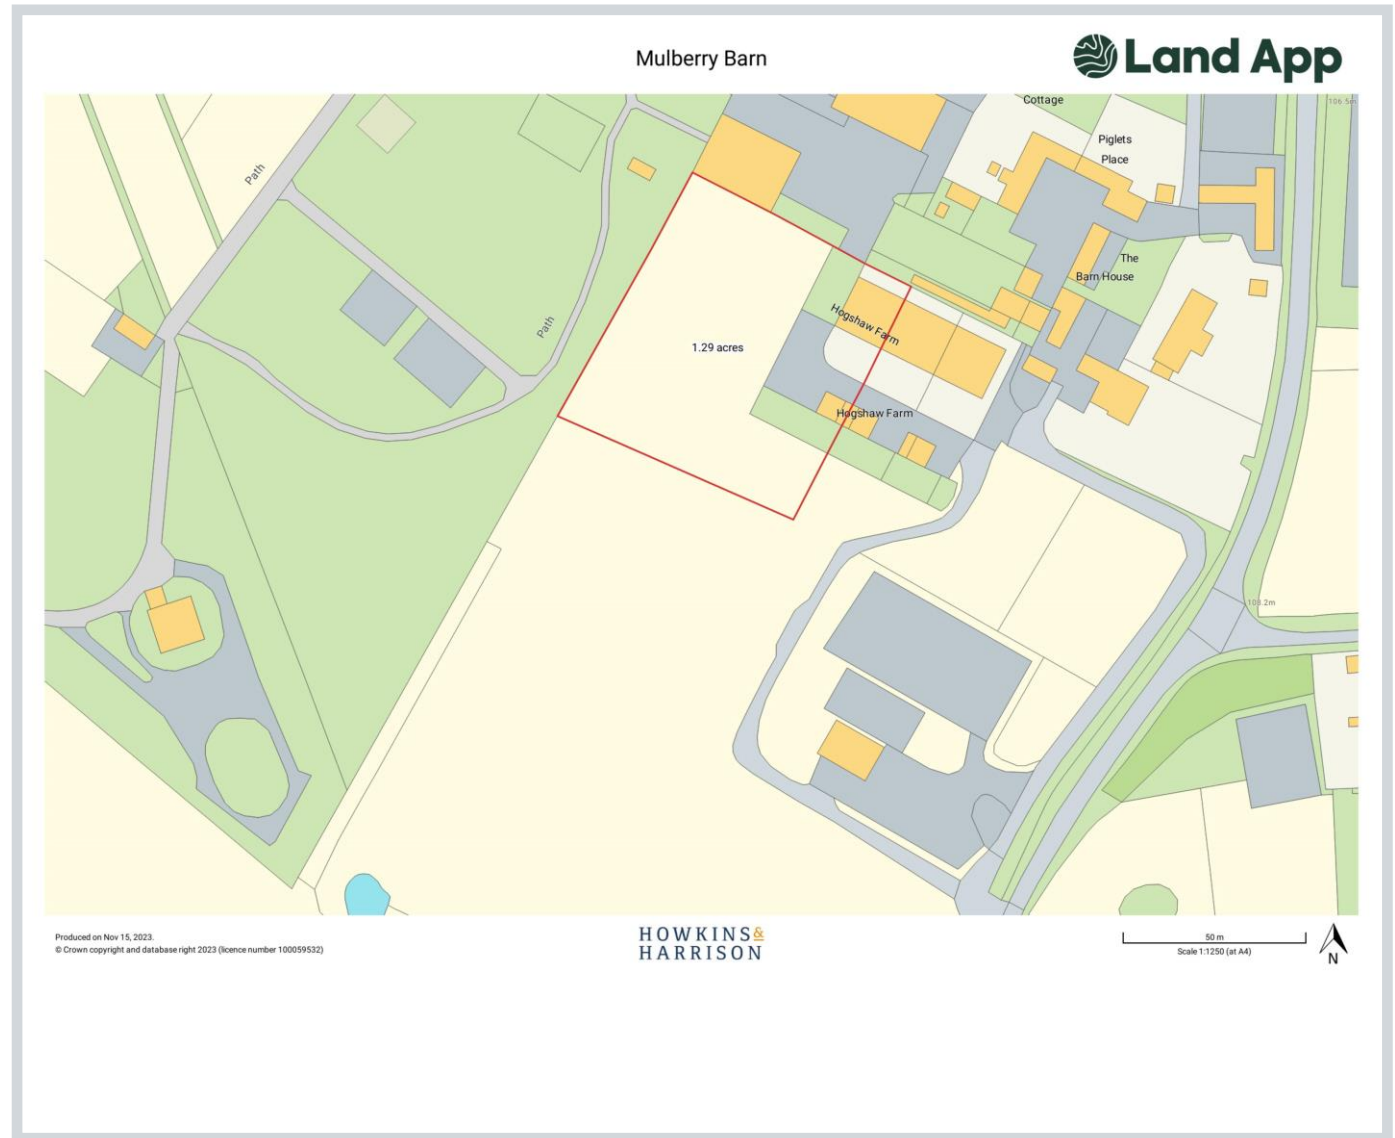 Mulberry Barn
Land App
Cottage
106.5m
Piglets
Place
Path
The
Barn House
Path
Hogshaw Farm
1.29 acres
Hogshaw Farm
Produced on Nov 15, 2023.
© Crown copyright and database right 2023 (licence number 100059532)
HOWKINS &
HARRISON
50 m
Scale 1:1250 (at A4)
N